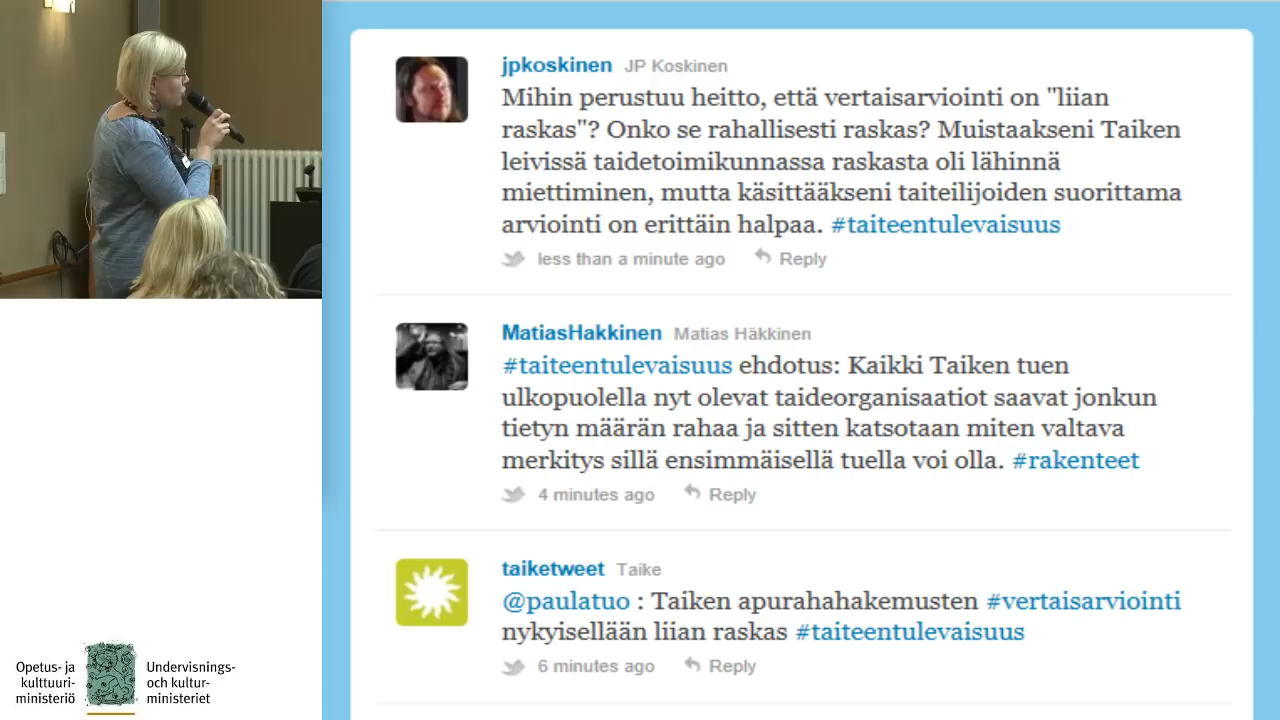 jpkoskinen JP Koskinen
Mihin perustuu heitto, että vertaisarviointi on "liian
raskas"? Onko se rahallisesti raskas? Muistaakseni Taiken
leivissä taidetoimikunnassa raskasta oli lähinnä
miettiminen, mutta käsittääkseni taiteilijoiden suorittama
arviointi on erittäin halpaa. #taiteentulevaisuus
less than a minute ago Reply
MatiasHakkinen Matias Häkkinen
#taiteentulevaisuus ehdotus: Kaikki Taiken tuen
ulkopuolella nyt olevat taideorganisaatiot saavat jonkun
tietyn määrän rahaa ja sitten katsotaan miten valtava
merkitys sillä ensimmäisellä tuella voi olla. #rakenteet
4 minutes ago Reply
taiketweet Taike
@paulatuo : Taiken apurahahakemusten #vertaisarviointi
nykyisellään liian raskas #taiteentulevaisuus
6 minutes ago Reply
Opetus- ja
kulttuuri-
ministeriö
Undervisnings-
och kultur-
ministeriet